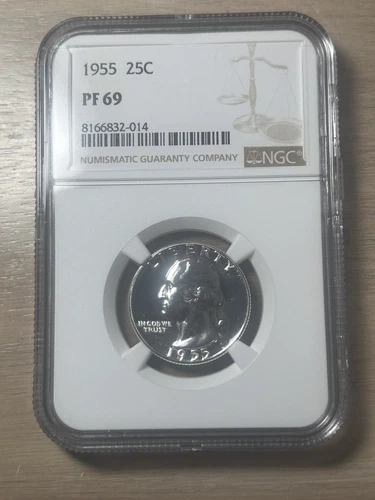 1955 25C
PF 69
8166832-014
NUMISMATIC GUARANTY COMPANY
NGC®
LIBERTY
IN GOD WE
TRUST
1955